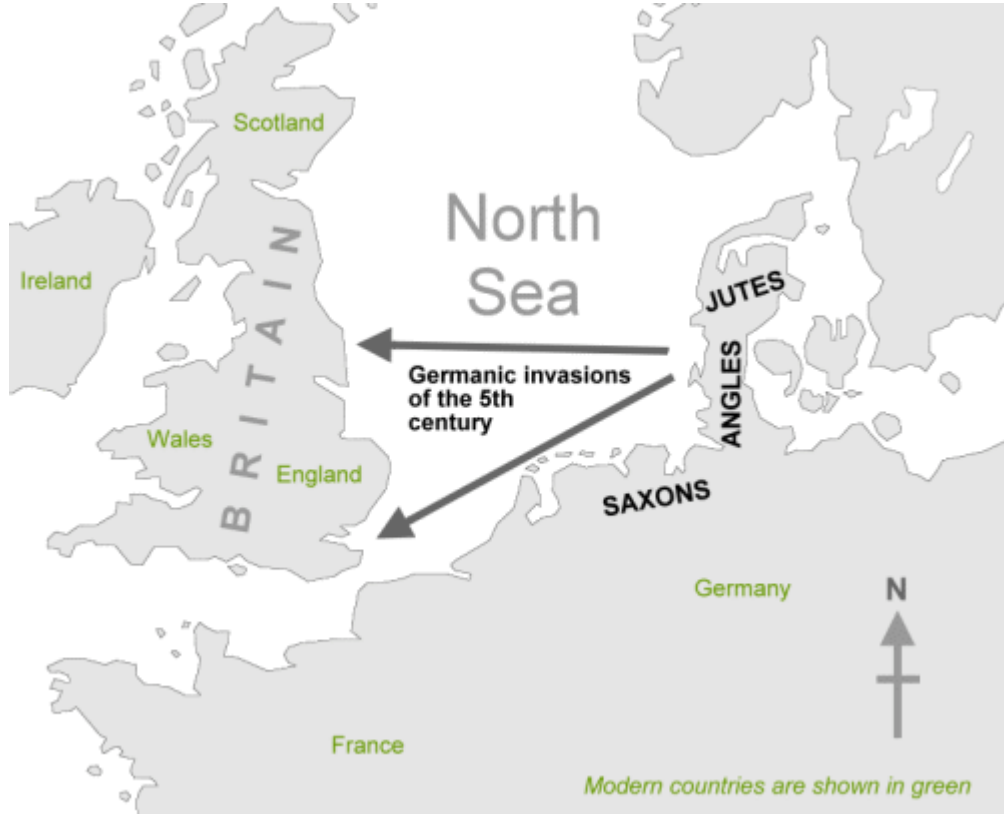 Scotland
North
Sea
BRITAIN
Ireland
JUTES
ANGLES
Germanic invasions
of the 5th
century
Wales
England
SAXONS
Germany
N
France
Modern countries are shown in green